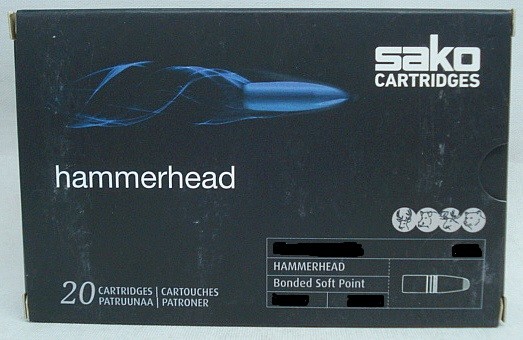 sako
CARTRIDGES
hammerhead
HAMMERHEAD
Bonded Soft Point
20 CARTRIDGES | CARTOUCHES
PATRUUNAA | PATRONER